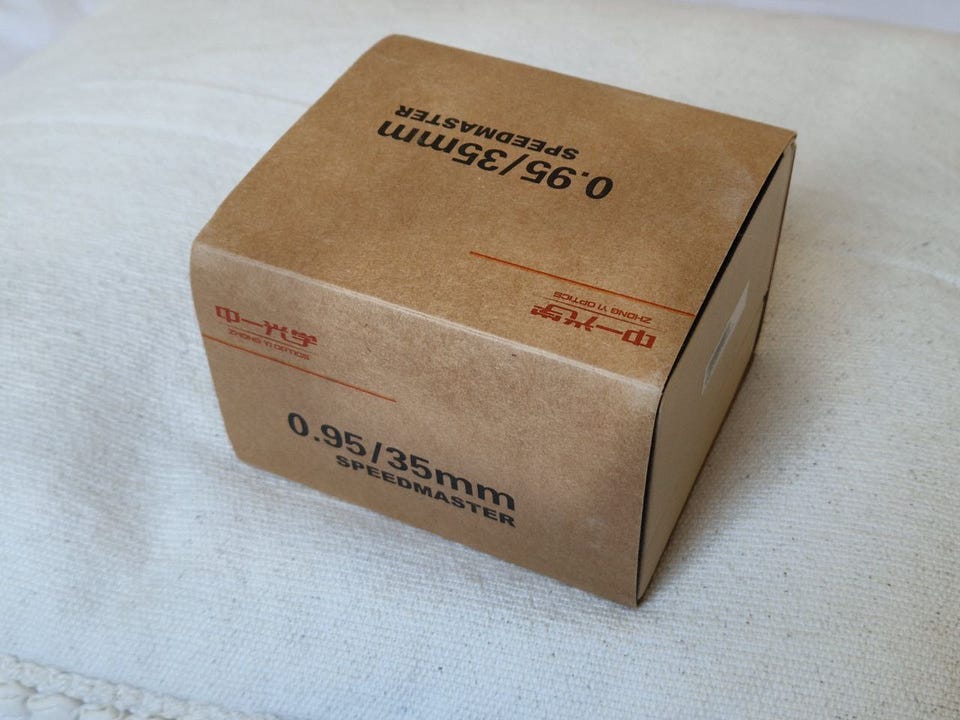 0.95/35mm
SPEEDMASTER
中一光学
ZHONG YI OPTICS
中一光学
ZHONG YI OPTICS
0.95/35mm
SPEEDMASTER